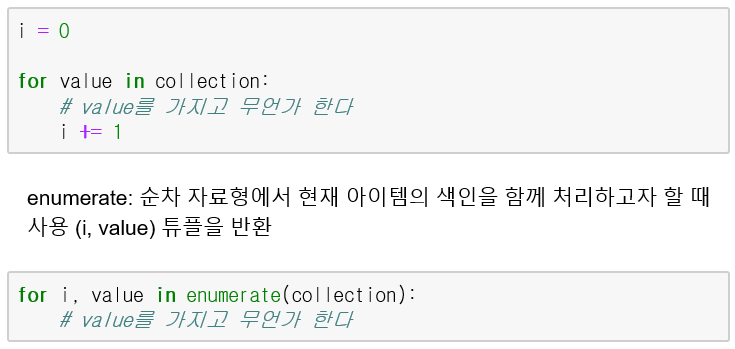 i = 0
for value in collection:
# value를 가지고 무언가 한다
i += 1
enumerate: 순차 자료형에서 현재 아이템의 색인을 함께 처리하고자 할 때
사용 (i, value) 튜플을 반환
for i, value in enumerate(collection):
# value를 가지고 무언가 한다